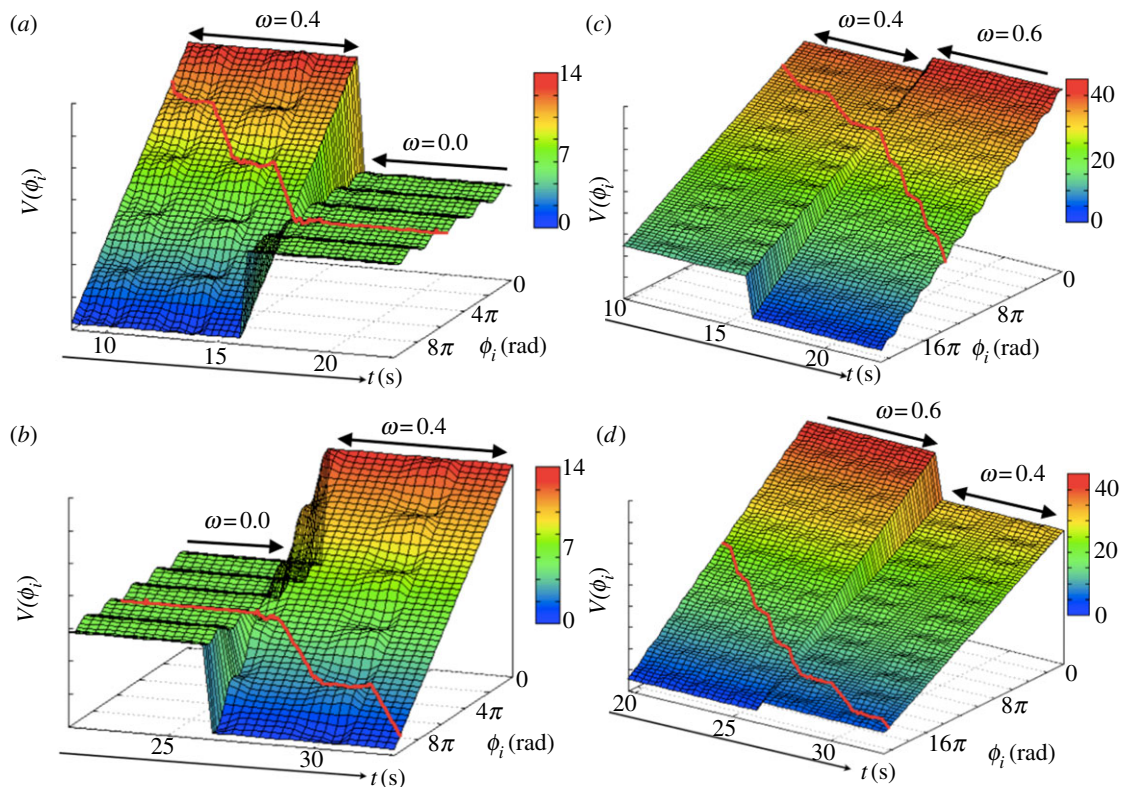 (a)
ω = 0.4
ω = 0.0
14
7
0
V(ϕi)
10
15
20
t (s)
0
4π
8π
ϕi (rad)
(c)
ω = 0.4
ω = 0.6
40
20
0
V(ϕi)
10
15
20
t (s)
0
8π
16π
ϕi (rad)
(b)
ω = 0.4
ω = 0.0
14
7
0
V(ϕi)
25
30
t (s)
0
4π
8π
ϕi (rad)
(d)
ω = 0.6
ω = 0.4
40
20
0
V(ϕi)
20
25
30
t (s)
0
8π
16π
ϕi (rad)